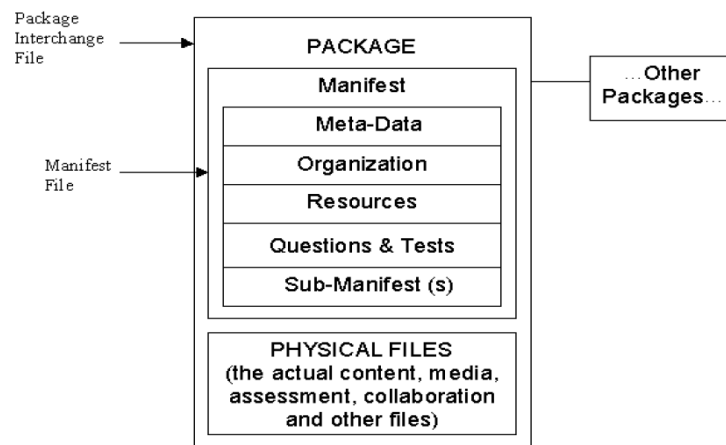 Package
Interchange
File
PACKAGE
Manifest
...Other
Packages...
Meta-Data
Manifest
File
Organization
Resources
Questions & Tests
Sub-Manifest (s)
PHYSICAL FILES
(the actual content, media,
assessment, collaboration
and other files)